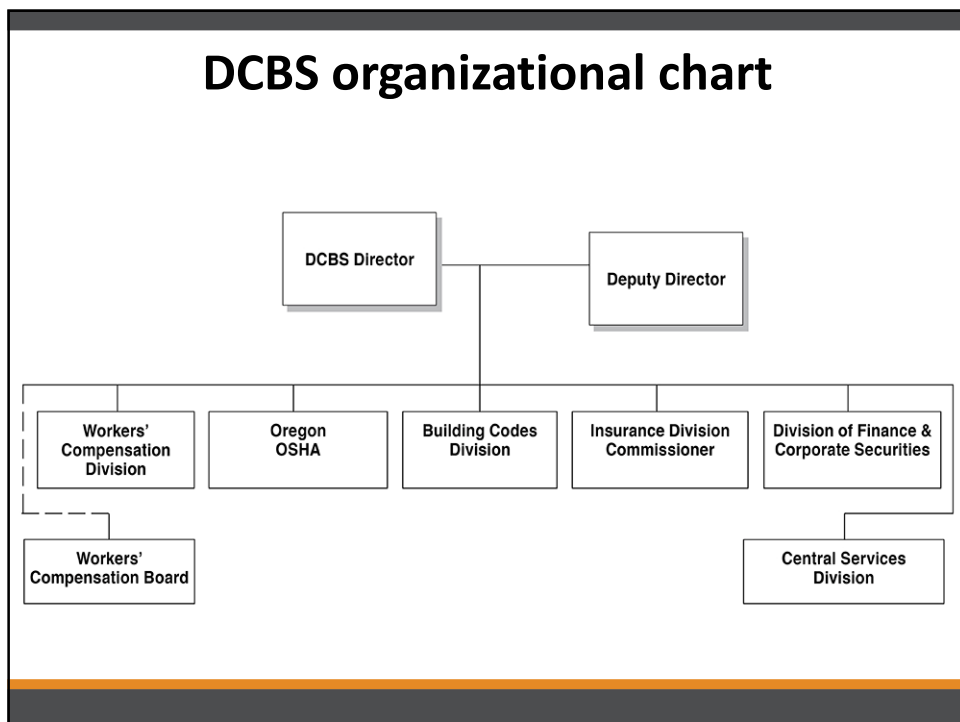 DCBS organizational chart
DCBS Director
Deputy Director
Workers'
Compensation
Division
Oregon
OSHA
Building Codes
Division
Insurance Division
Commissioner
Division of Finance &
Corporate Securities
Workers'
Compensation Board
Central Services
Division